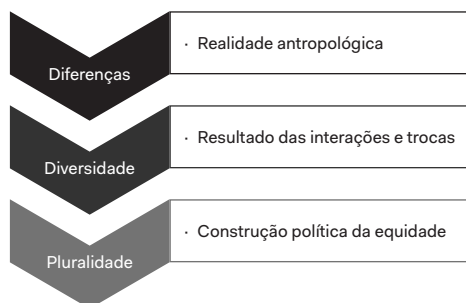 Diferenças
· Realidade antropológica
Diversidade
· Resultado das interações e trocas
Pluralidade
· Construção política da equidade